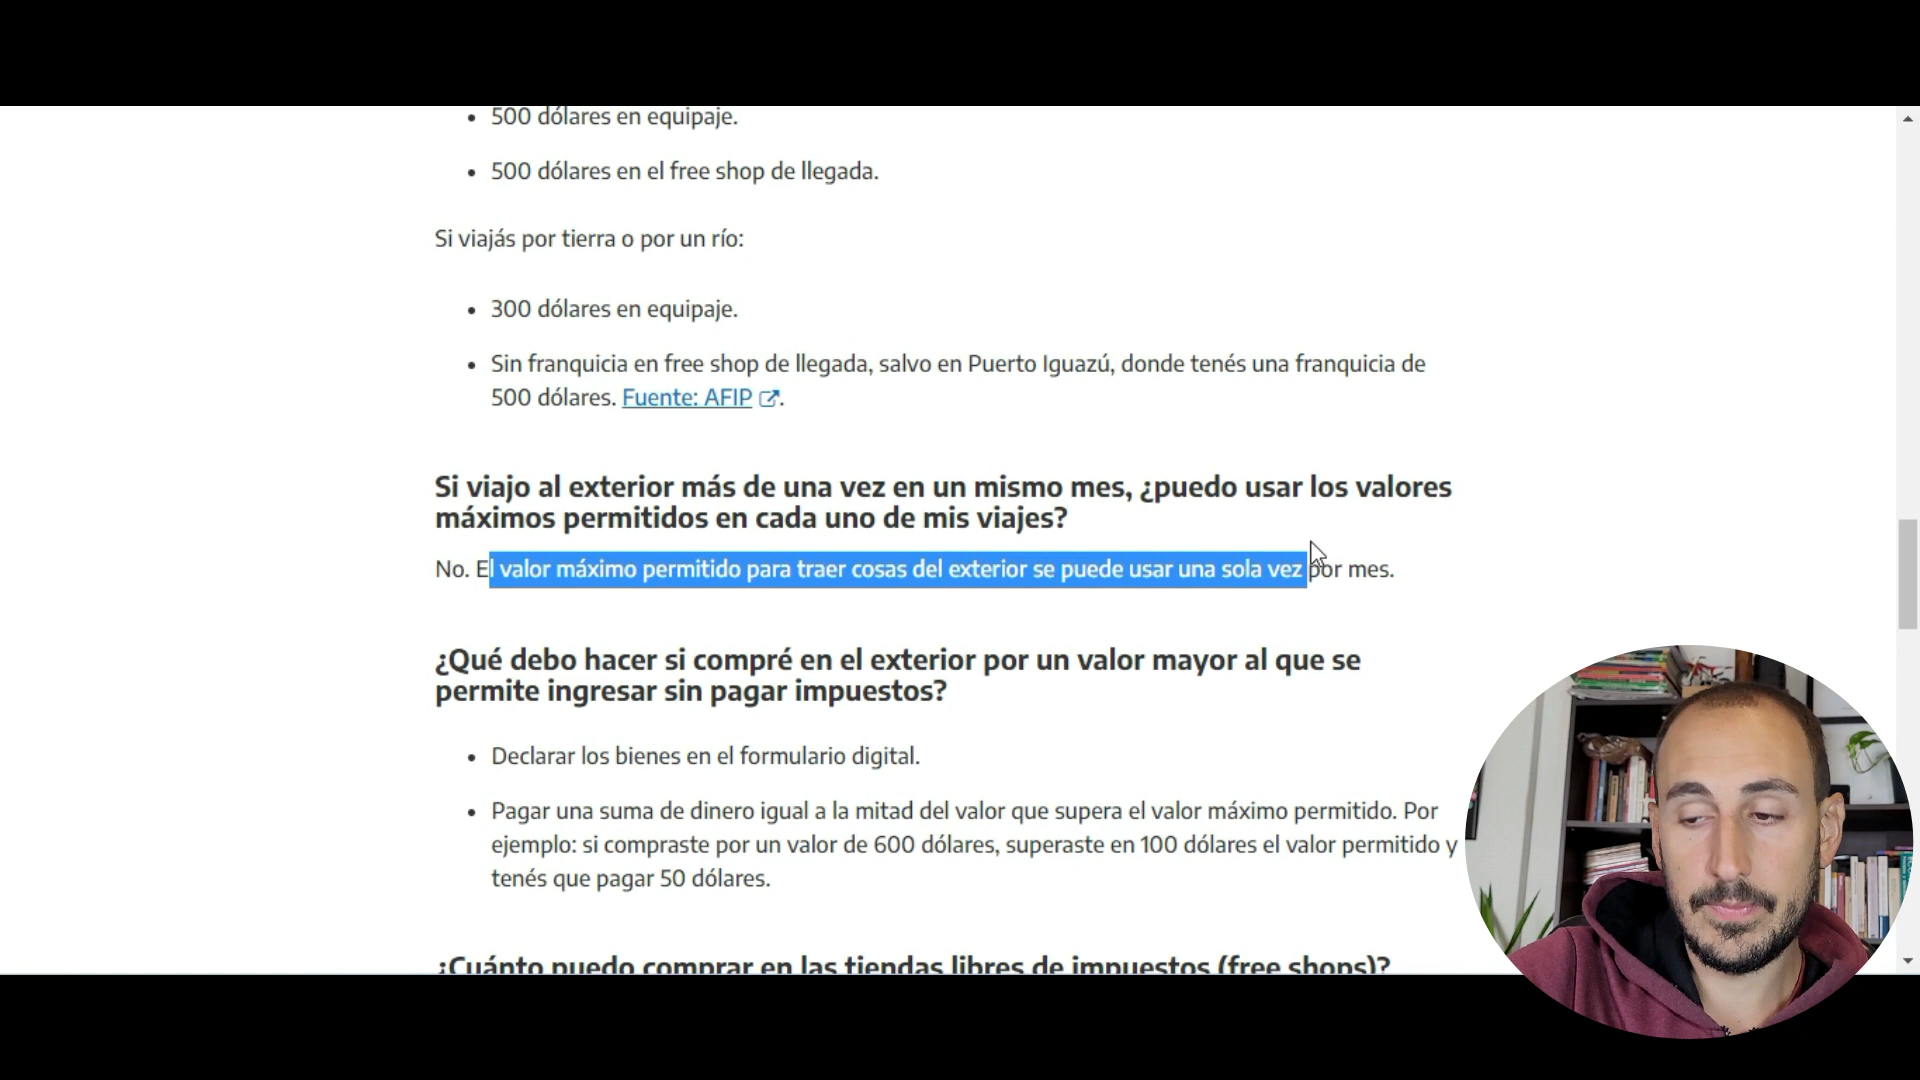 500 dólares en equipaje.
500 dólares en el free shop de llegada.
Si viajás por tierra o por un río:
300 dólares en equipaje.
Sin franquicia en free shop de llegada, salvo en Puerto Iguazú, donde tenés una franquicia de
500 dólares. Fuente: AFIP.
Si viajo al exterior más de una vez en un mismo mes, ¿puedo usar los valores
máximos permitidos en cada uno de mis viajes?
No. El valor máximo permitido para traer cosas del exterior se puede usar una sola vez por mes.
¿Qué debo hacer si compré en el exterior por un valor mayor al que se
permite ingresar sin pagar impuestos?
Declarar los bienes en el formulario digital.
Pagar una suma de dinero igual a la mitad del valor que supera el valor máximo permitido. Por
ejemplo: si compraste por un valor de 600 dólares, superaste en 100 dólares el valor permitido y
tenés que pagar 50 dólares.
¿Cuánto puedo comprar en las tiendas libres de impuestos (free shops)?